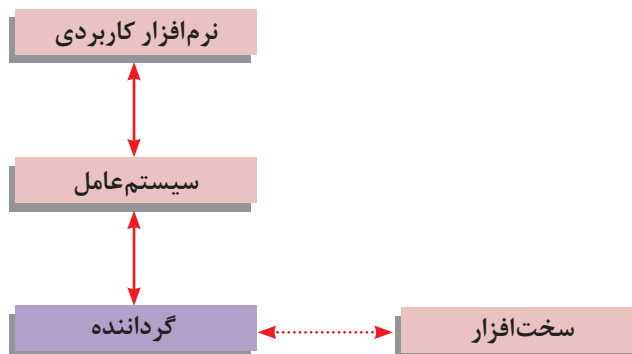 نرم‌افزار کاربردی
سیستم‌عامل
گرداننده
سخت‌افزار